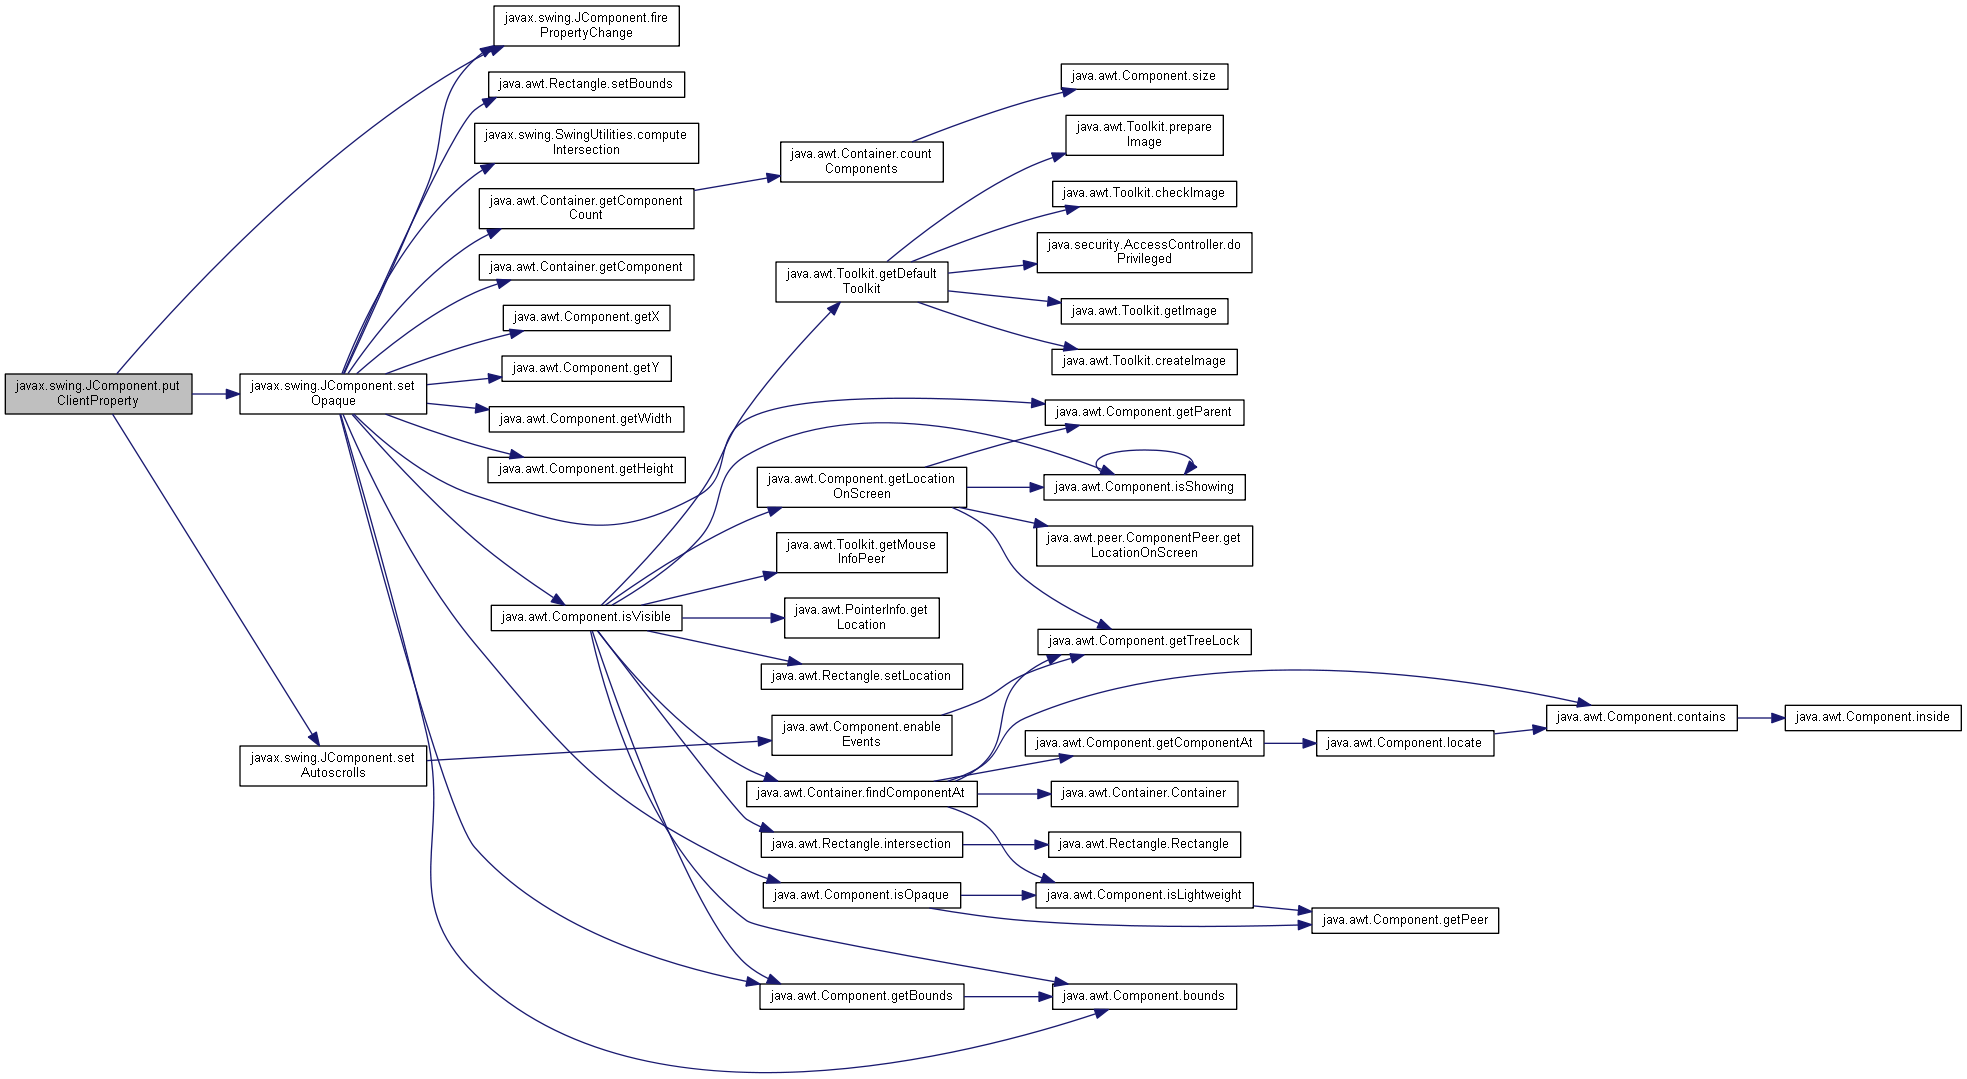 javax.swing.JComponent.put
ClientProperty
javax.swing.JComponent.set
Opaque
javax.swing.JComponent.set
Autoscrolls
javax.swing.JComponent.fire
PropertyChange
java.awt.Rectangle.setBounds
javax.swing.SwingUtilities.compute
Intersection
java.awt.Container.getComponent
Count
java.awt.Container.getComponent
java.awt.Component.getX
java.awt.Component.getY
java.awt.Component.getWidth
java.awt.Component.getHeight
java.awt.Component.isVisible
java.awt.Container.count
Components
java.awt.Toolkit.getDefault
Toolkit
java.awt.Component.getLocation
OnScreen
java.awt.Toolkit.getMouse
InfoPeer
java.awt.PointerInfo.get
Location
java.awt.Rectangle.setLocation
java.awt.Component.enable
Events
java.awt.Container.findComponentAt
java.awt.Rectangle.intersection
java.awt.Component.isOpaque
java.awt.Component.getBounds
java.awt.Component.size
java.awt.Toolkit.prepare
Image
java.awt.Toolkit.checkImage
java.security.AccessController.do
Privileged
java.awt.Toolkit.getImage
java.awt.Toolkit.createImage
java.awt.Component.getParent
java.awt.Component.isShowing
java.awt.peer.ComponentPeer.get
LocationOnScreen
java.awt.Component.getTreeLock
java.awt.Component.getComponentAt
java.awt.Container.Container
java.awt.Rectangle.Rectangle
java.awt.Component.isLightweight
java.awt.Component.bounds
java.awt.Component.locate
java.awt.Component.getPeer
java.awt.Component.contains
java.awt.Component.inside